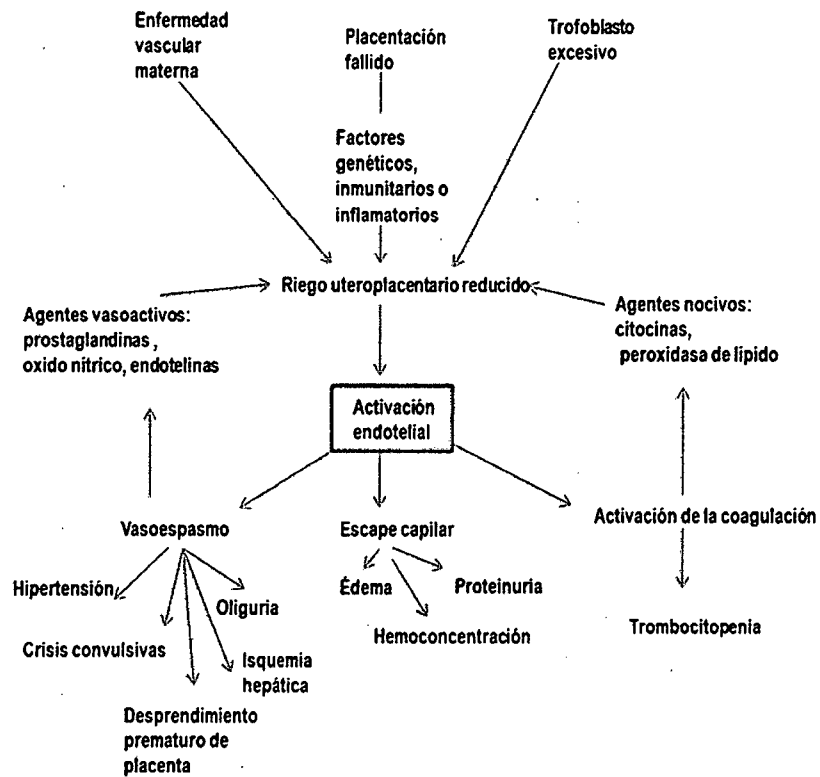 Enfermedad
vascular
materna
Placentación
fallido
Trofoblasto
excesivo
Factores
genéticos,
inmunitarios o
inflamatorios
Riego uteroplacentario reducido
Agentes vasoactivos:
prostaglandinas ,
oxido nítrico, endotelinas
Agentes nocivos:
citocinas,
peroxidasa de lípido
Activación
endotelial
Vasoespasmo
Escape capilar
Activación de la coagulación
Hipertensión
Oliguria
Crisis convulsivas
Isquemia
hepática
Desprendimiento
prematuro de
placenta
Édema
Proteinuria
Hemoconcentración
Trombocitopenia